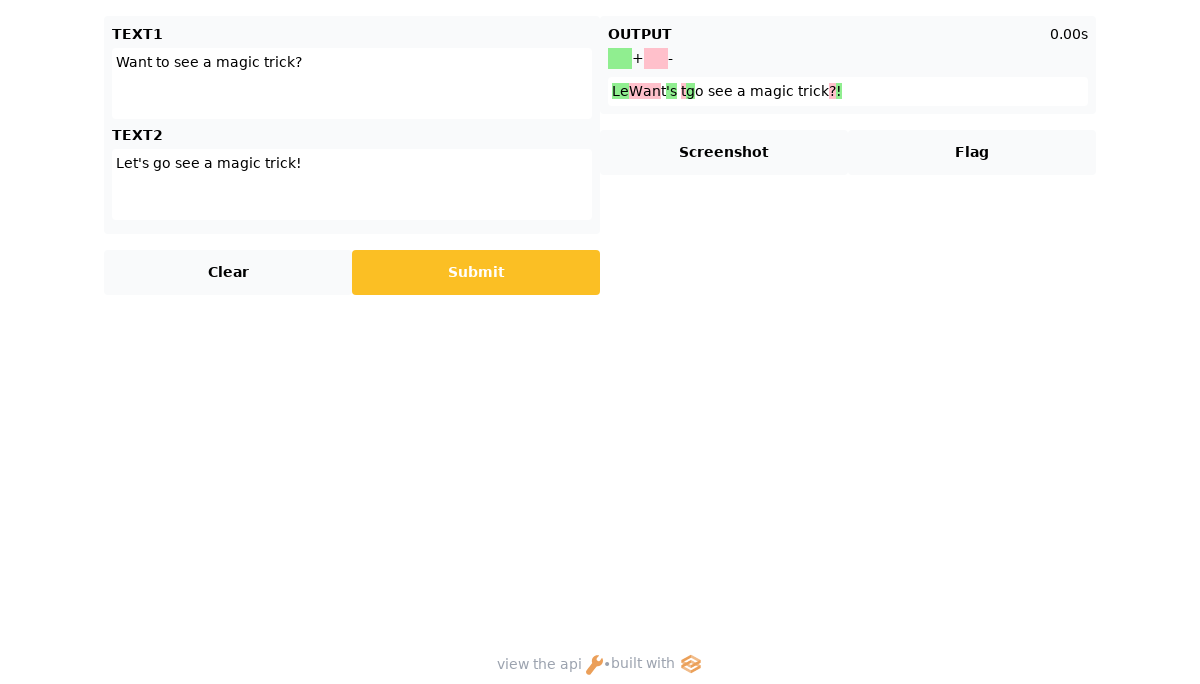 TEXT1
Want to see a magic trick?
TEXT2
Let's go see a magic trick!
Clear
Submit
OUTPUT 0.00s
+ -
LeWant's tgo see a magic trick?!
Screenshot
Flag
view the api • built with